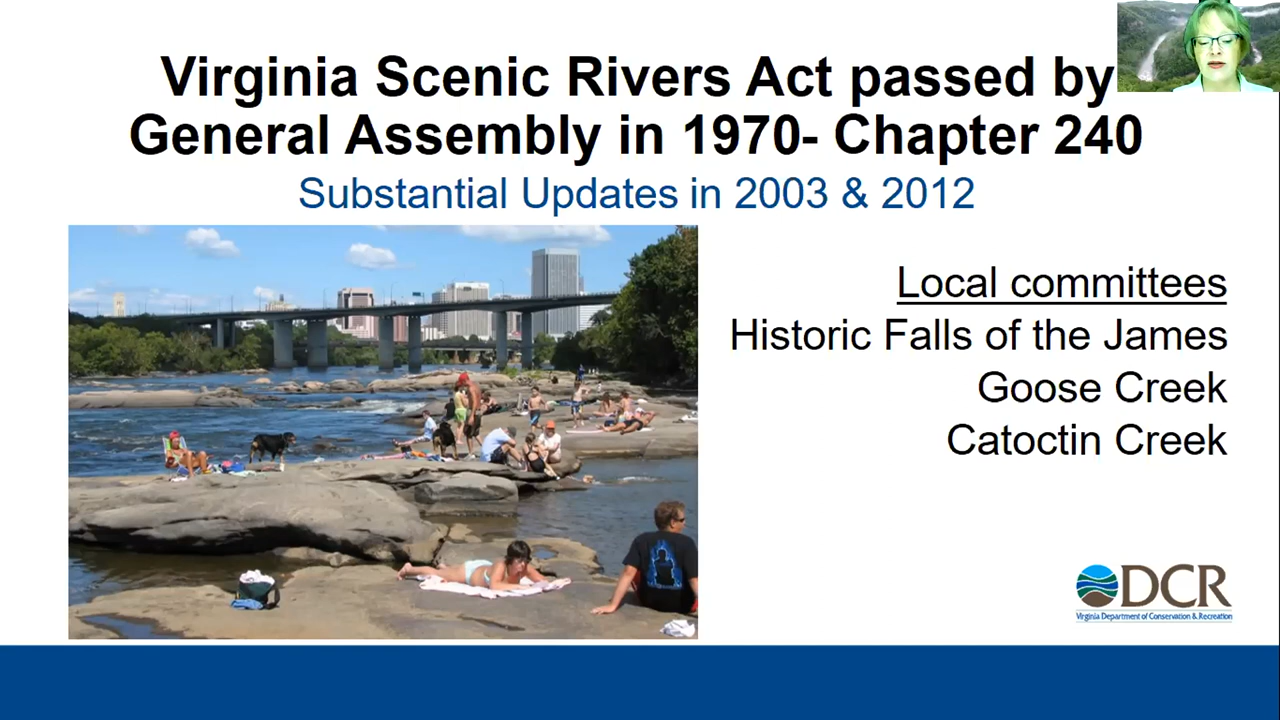 Virginia Scenic Rivers Act passed by
General Assembly in 1970- Chapter 240
Substantial Updates in 2003 & 2012
Local committees
Historic Falls of the James
Goose Creek
Catoctin Creek
DCR
Virginia Department of Conservation & Recreation